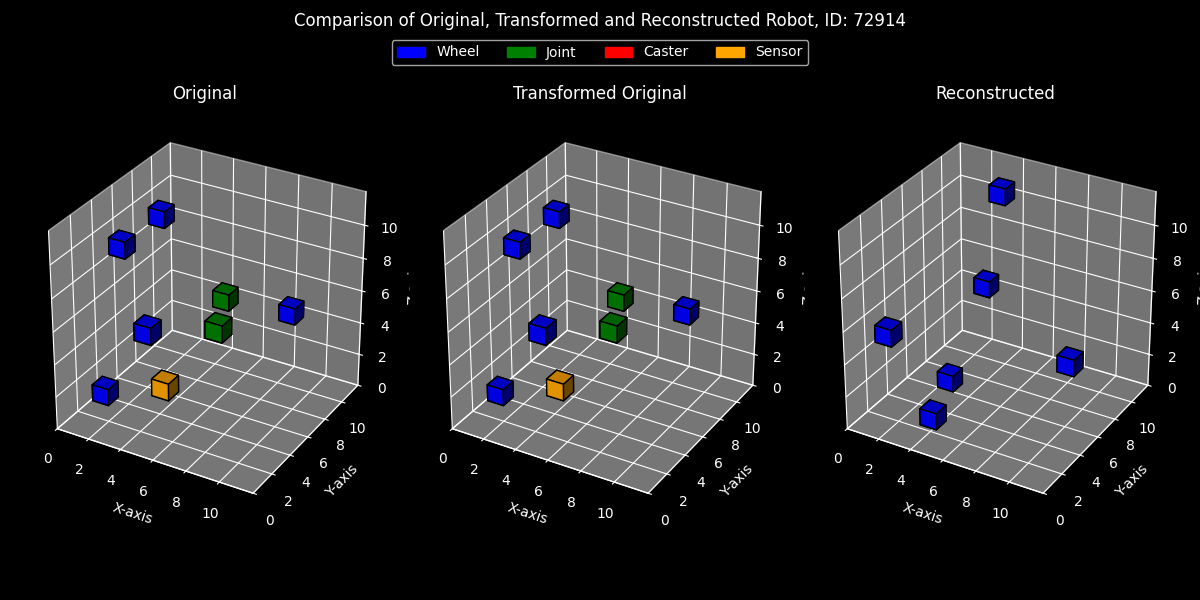 Comparison of Original, Transformed and Reconstructed Robot, ID: 72914
Wheel Joint Caster Sensor
Original
Transformed Original
Reconstructed
10
8
6
4
2
0
0 2 4 6 8 10
X-axis
0 2 4 6 8 10
Y-axis
10
8
6
4
2
0
0 2 4 6 8 10
X-axis
0 2 4 6 8 10
Y-axis
10
8
6
4
2
0
0 2 4 6 8 10
X-axis
0 2 4 6 8 10
Y-axis